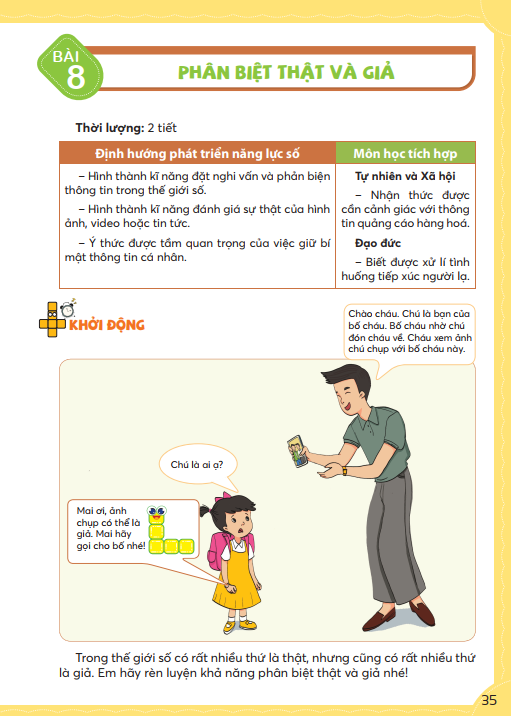 BÀI
8
PHÂN BIỆT THẬT VÀ GIẢ
Thời lượng: 2 tiết
Định hướng phát triển năng lực số
– Hình thành kĩ năng đặt nghi vấn và phản biện
thông tin trong thế giới số.
– Hình thành kĩ năng đánh giá sự thật của hình
ảnh, video hoặc tin tức.
– Ý thức được tầm quan trọng của việc giữ bí
mật thông tin cá nhân.
Môn học tích hợp
Tự nhiên và Xã hội
– Nhận thức được
cần cảnh giác với thông
tin quảng cáo hàng hoá.
Đạo đức
– Biết được xử lí tình
huống tiếp xúc người lạ.
KHỞI ĐỘNG
Chào cháu. Chú là bạn của
bố cháu. Bố cháu nhờ chú
đón cháu về. Cháu xem ảnh
chú chụp với bố cháu này.
Chú là ai ạ?
Mai ơi, ảnh
chụp có thể là
giả. Mai hãy
gọi cho bố nhé!
Trong thế giới số có rất nhiều thứ là thật, nhưng cũng có rất nhiều thứ
là giả. Em hãy rèn luyện khả năng phân biệt thật và giả nhé!
35